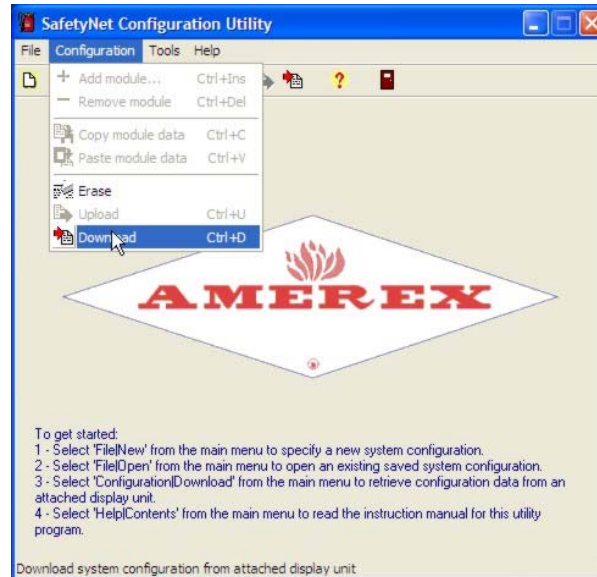 SafetyNet Configuration Utility
File Configuration Tools Help
+ Add module... Ctrl+Ins
− Remove module Ctrl+Del
Copy module data Ctrl+C
Paste module data Ctrl+V
Erase
Upload Ctrl+U
Download Ctrl+D
?
AMEREX
®
To get started:
1 - Select 'File|New' from the main menu to specify a new system configuration.
2 - Select 'File|Open' from the main menu to open an existing saved system configuration.
3 - Select 'Configuration|Download' from the main menu to retrieve configuration data from an
attached display unit.
4 - Select 'Help|Contents' from the main menu to read the instruction manual for this utility
program.
Download system configuration from attached display unit